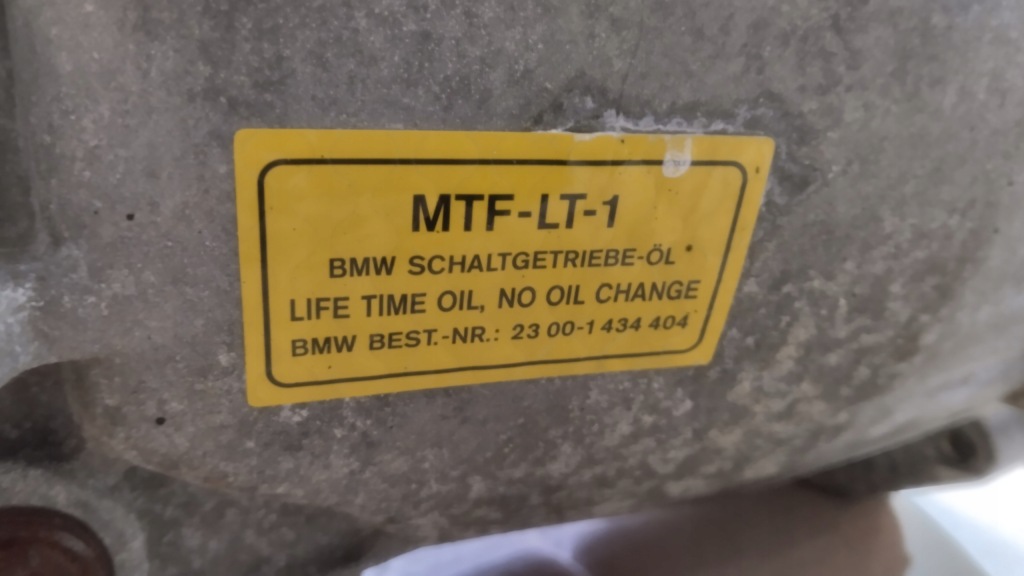 MTF-LT-1
BMW SCHALTGETRIEBE-ÖL
LIFE TIME OIL, NO OIL CHANGE
BMW BEST.-NR.: 23 00-1 434 404